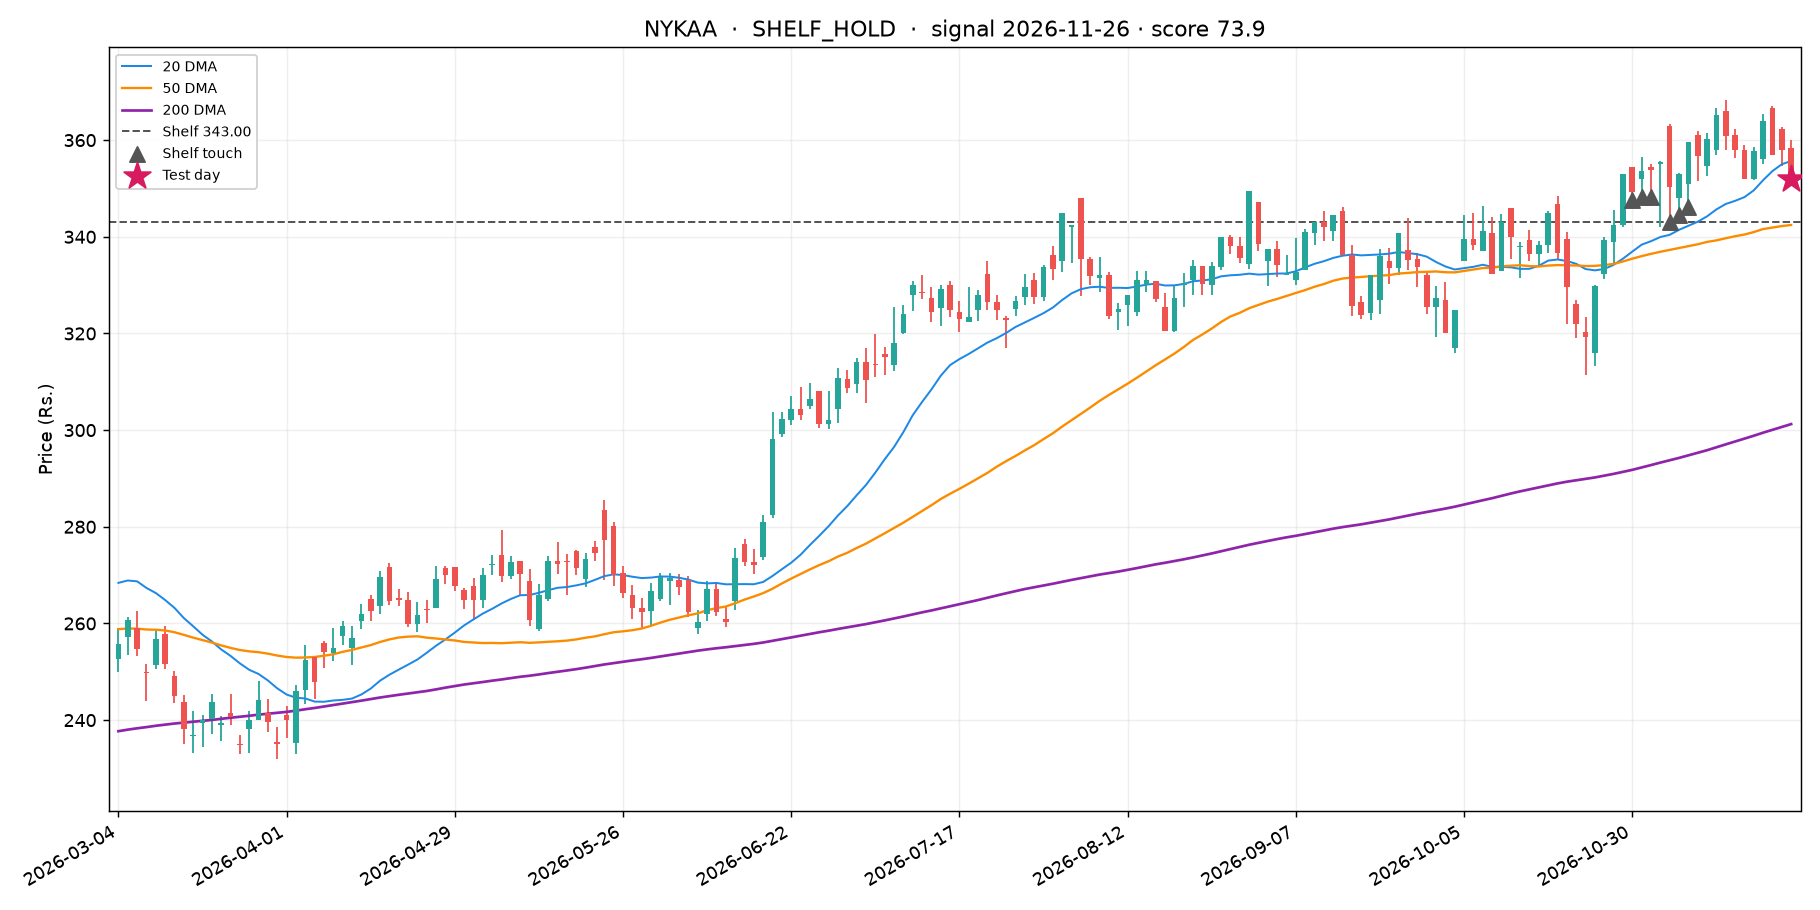 NYKAA · SHELF_HOLD · signal 2026-11-26 · score 73.9
20 DMA
50 DMA
200 DMA
Shelf 343.00
Shelf touch
Test day
Price (Rs.)
360
340
320
300
280
260
240
2026-03-04
2026-04-01
2026-04-29
2026-05-26
2026-06-22
2026-07-17
2026-08-12
2026-09-07
2026-10-05
2026-10-30